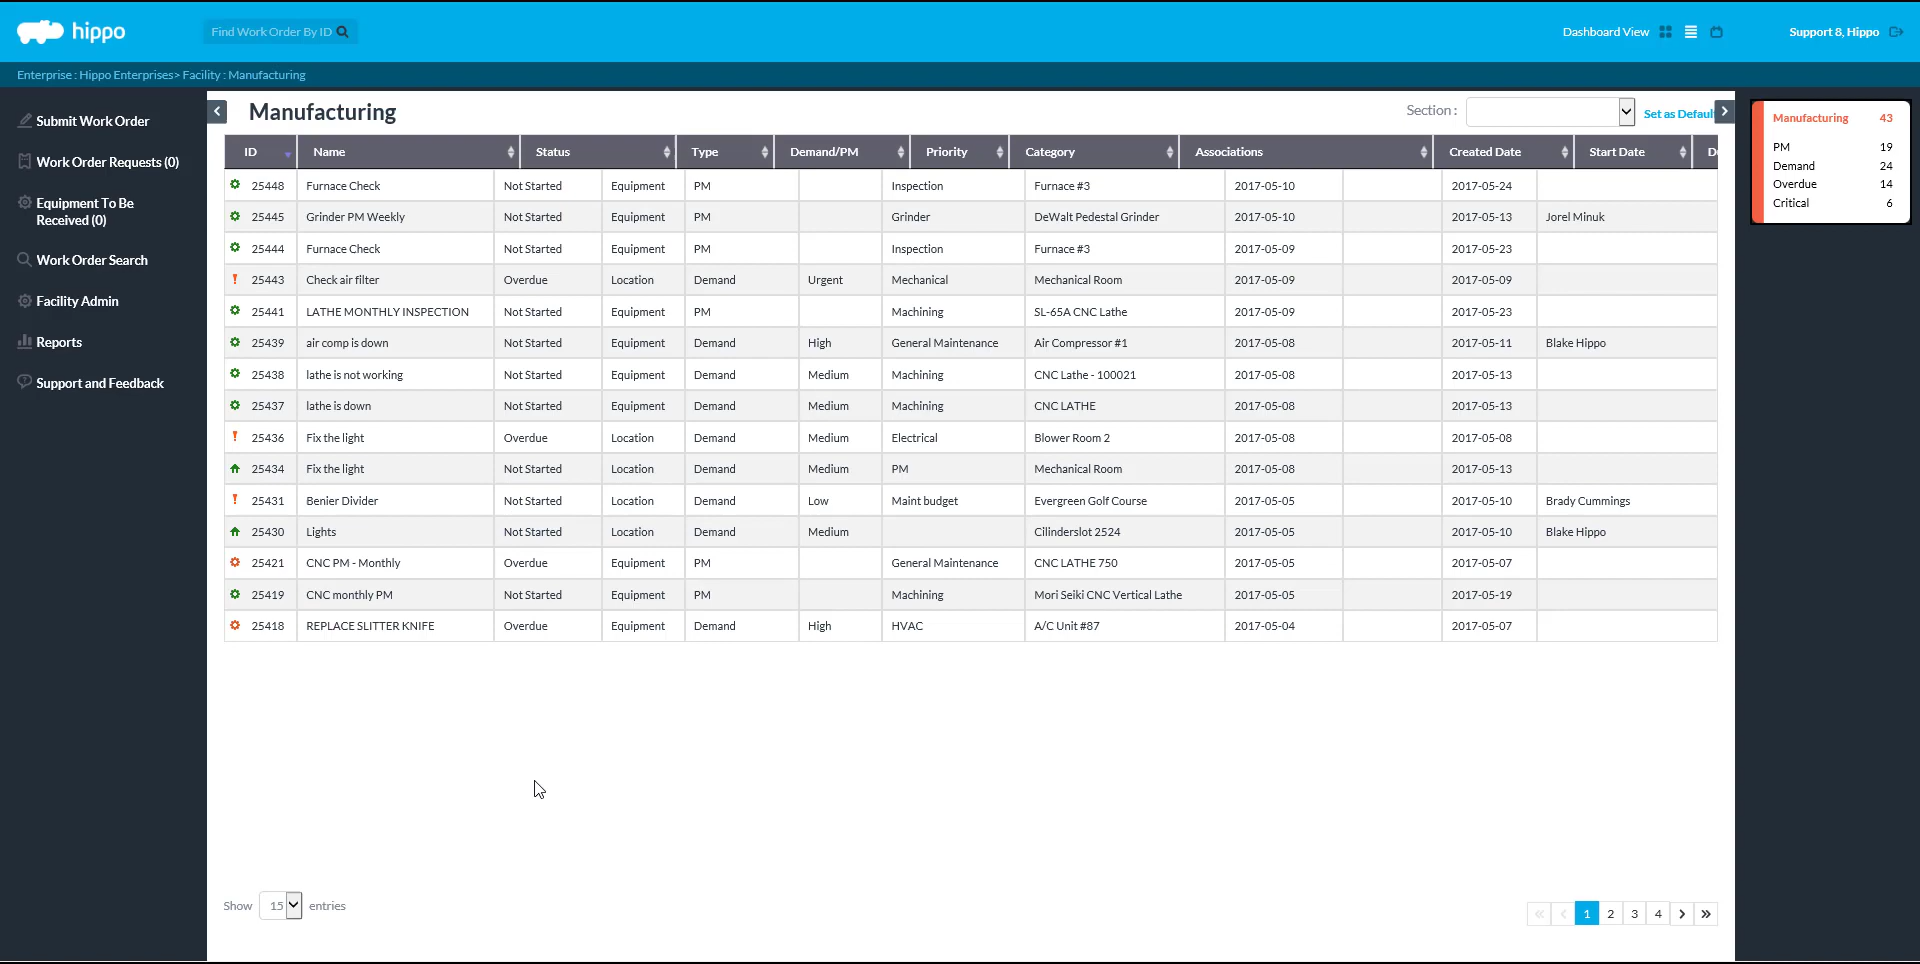 hippo
Find Work Order By ID
Dashboard View
Support 8, Hippo
Enterprise : Hippo Enterprises> Facility : Manufacturing
Submit Work Order
Work Order Requests (0)
Equipment To Be
Received (0)
Work Order Search
Facility Admin
Reports
Support and Feedback
Manufacturing
Section :
Set as Defaul
ID Name Status Type Demand/PM Priority Category Associations Created Date Start Date D
25448 Furnace Check Not Started Equipment PM Inspection Furnace #3 2017-05-10 2017-05-24
25445 Grinder PM Weekly Not Started Equipment PM Grinder DeWalt Pedestal Grinder 2017-05-10 2017-05-13 Jorel Minuk
25444 Furnace Check Not Started Equipment PM Inspection Furnace #3 2017-05-09 2017-05-23
25443 Check air filter Overdue Location Demand Urgent Mechanical Mechanical Room 2017-05-09 2017-05-09
25441 LATHE MONTHLY INSPECTION Not Started Equipment PM Machining SL-65A CNC Lathe 2017-05-09 2017-05-23
25439 air comp is down Not Started Equipment Demand High General Maintenance Air Compressor #1 2017-05-08 2017-05-11 Blake Hippo
25438 lathe is not working Not Started Equipment Demand Medium Machining CNC Lathe - 100021 2017-05-08 2017-05-13
25437 lathe is down Not Started Equipment Demand Medium Machining CNC LATHE 2017-05-08 2017-05-13
25436 Fix the light Overdue Location Demand Medium Electrical Blower Room 2 2017-05-08 2017-05-08
25434 Fix the light Not Started Location Demand Medium PM Mechanical Room 2017-05-08 2017-05-13
25431 Benier Divider Not Started Location Demand Low Maint budget Evergreen Golf Course 2017-05-05 2017-05-10 Brady Cummings
25430 Lights Not Started Location Demand Medium Cilinderslot 2524 2017-05-05 2017-05-10 Blake Hippo
25421 CNC PM - Monthly Overdue Equipment PM General Maintenance CNC LATHE 750 2017-05-05 2017-05-07
25419 CNC monthly PM Not Started Equipment PM Machining Mori Seiki CNC Vertical Lathe 2017-05-05 2017-05-19
25418 REPLACE SLITTER KNIFE Overdue Equipment Demand High HVAC A/C Unit #87 2017-05-04 2017-05-07
Show 15 entries
« ‹ 1 2 3 4 › »
Manufacturing 43
PM 19
Demand 24
Overdue 14
Critical 6